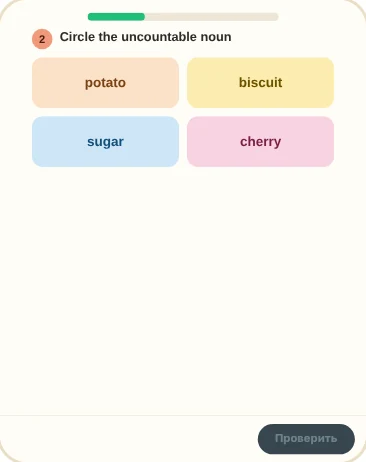 2 Circle the uncountable noun
potato biscuit
sugar cherry
Проверить